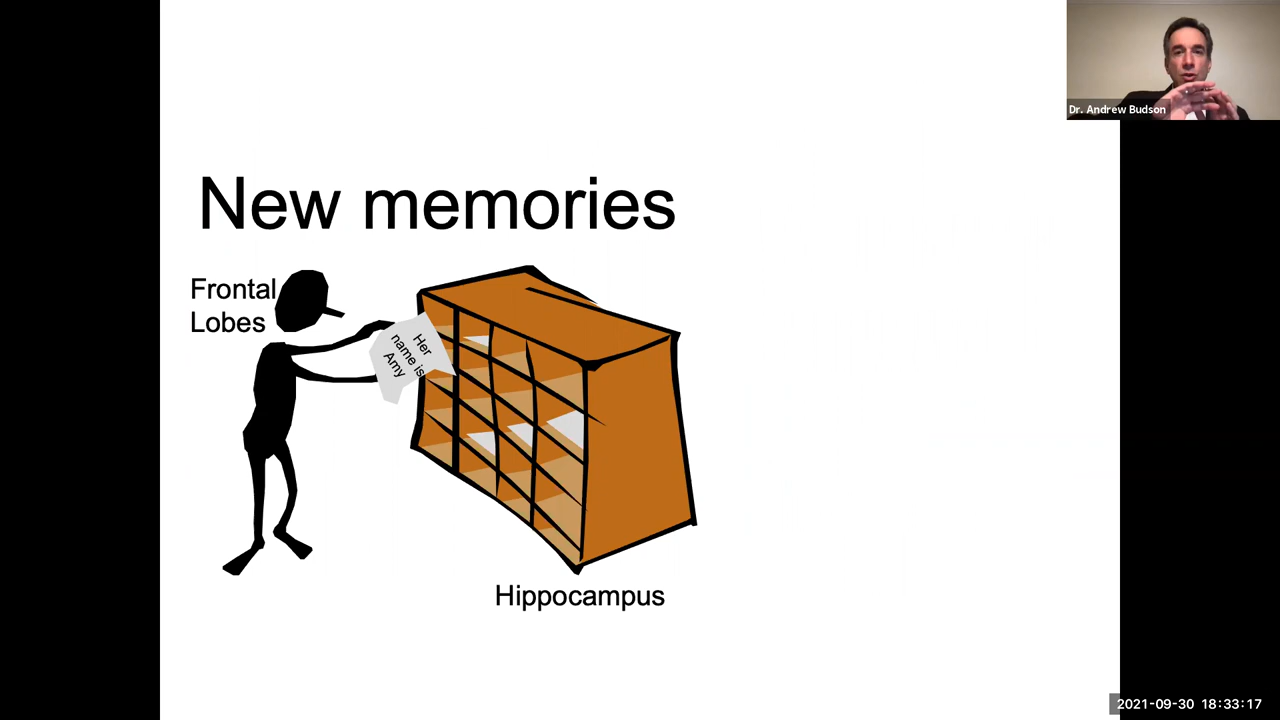 Dr. Andrew Budson
New memories
Frontal
Lobes
Her
name is
Amy
Hippocampus
2021-09-30 18:33:17